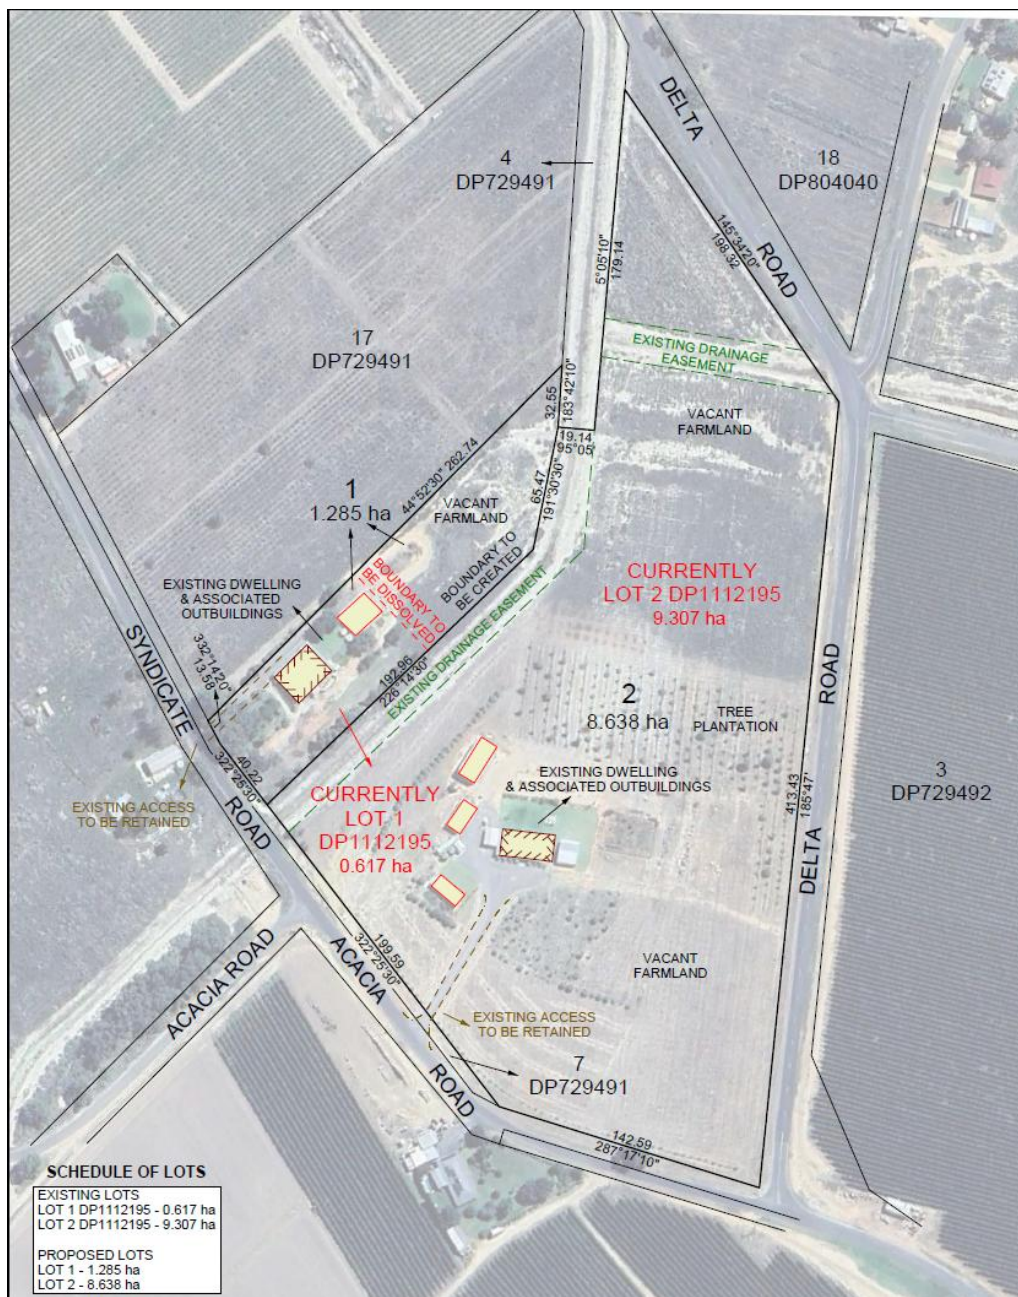 DELTA
ROAD
4
DP729491
18
DP804040
145°34'20"
198.32
5°05'10"
179.14
17
DP729491
EXISTING DRAINAGE
EASEMENT
32.55
183°42'10"
VACANT
FARMLAND
19.14
95°05'
44°52'30" 262.74
1
1.285 ha
VACANT
FARMLAND
65.47
191°30'30"
BOUNDARY TO
BE CREATED
BOUNDARY TO
BE DISSOLVED
EXISTING DWELLING
& ASSOCIATED
OUTBUILDINGS
CURRENTLY
LOT 2 DP1112195
9.307 ha
SYNDICATE
ROAD
332°14'20"
13.58
192.96
226°14'30"
EXISTING DRAINAGE EASEMENT
2
8.638 ha
TREE
PLANTATION
DELTA
ROAD
40.22
322°25'30"
EXISTING ACCESS
TO BE RETAINED
CURRENTLY
LOT 1
DP1112195
0.617 ha
EXISTING DWELLING
& ASSOCIATED OUTBUILDINGS
413.43
185°47'
3
DP729492
199.59
322°25'30"
ACACIA ROAD
ACACIA
ROAD
VACANT
FARMLAND
EXISTING ACCESS
TO BE RETAINED
7
DP729491
142.59
287°17'10"
SCHEDULE OF LOTS
EXISTING LOTS
LOT 1 DP1112195 - 0.617 ha
LOT 2 DP1112195 - 9.307 ha
PROPOSED LOTS
LOT 1 - 1.285 ha
LOT 2 - 8.638 ha